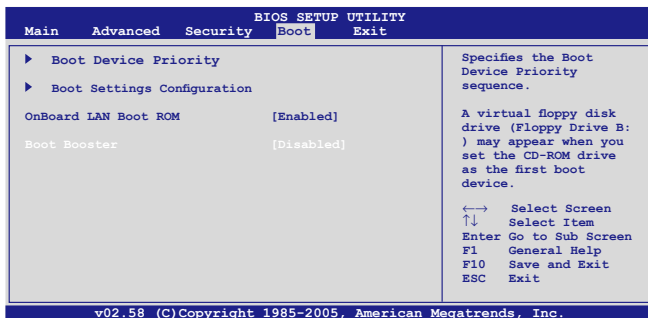 BIOS SETUP UTILITY
Main Advanced Security Boot Exit
Boot Device Priority
Boot Settings Configuration
OnBoard LAN Boot ROM [Enabled]
Boot Booster [Disabled]
Specifies the Boot
Device Priority
sequence.
A virtual floppy disk
drive (Floppy Drive B:
) may appear when you
set the CD-ROM drive
as the first boot
device.
←→ Select Screen
↑↓ Select Item
Enter Go to Sub Screen
F1 General Help
F10 Save and Exit
ESC Exit
v02.58 (C)Copyright 1985-2005, American Megatrends, Inc.